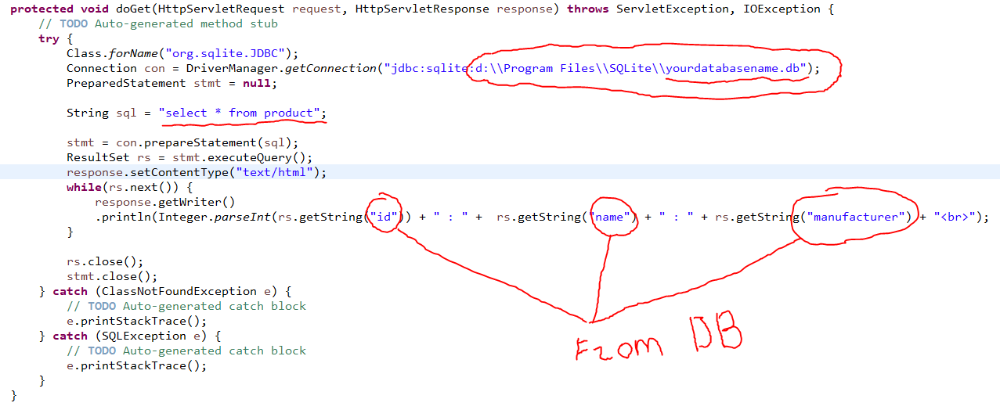 protected void doGet(HttpServletRequest request, HttpServletResponse response) throws ServletException, IOException {
// TODO Auto-generated method stub
try {
Class.forName("org.sqlite.JDBC");
Connection con = DriverManager.getConnection("jdbc:sqlite:d:\\Program Files\\SQLite\\yourdatabasename.db");
PreparedStatement stmt = null;
String sql = "select * from product";
stmt = con.prepareStatement(sql);
ResultSet rs = stmt.executeQuery();
response.setContentType("text/html");
while(rs.next()) {
response.getWriter()
.println(Integer.parseInt(rs.getString("id")) + " : " +  rs.getString("name") + " : " + rs.getString("manufacturer") + "<br>");
}
rs.close();
stmt.close();
} catch (ClassNotFoundException e) {
// TODO Auto-generated catch block
e.printStackTrace();
} catch (SQLException e) {
// TODO Auto-generated catch block
e.printStackTrace();
}
}
From DB